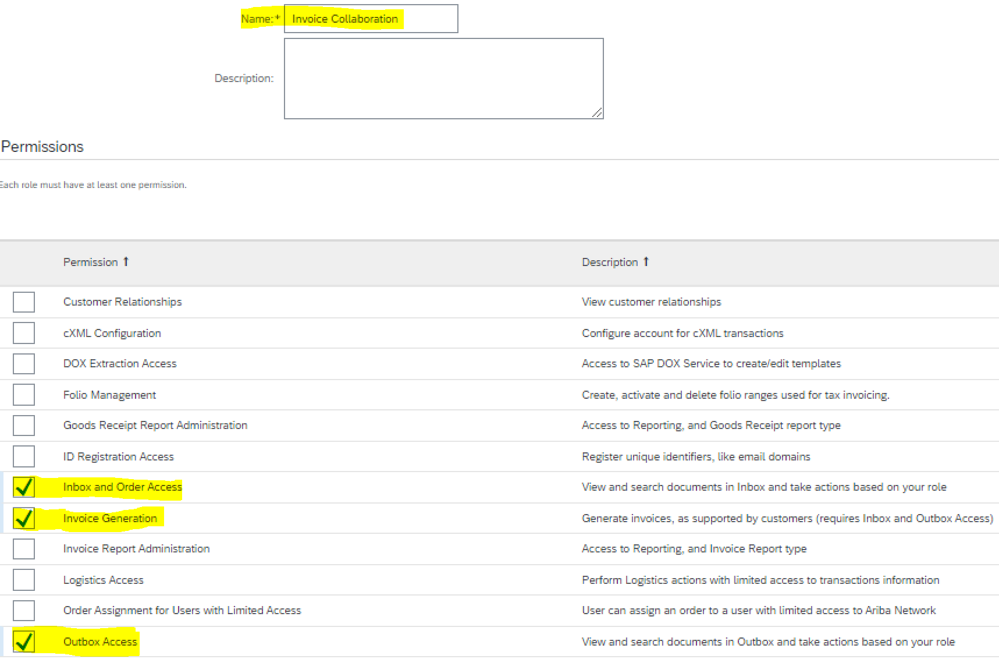 Name:* Invoice Collaboration
Description:
Permissions
Each role must have at least one permission.
Permission ↑ Description ↑
Customer Relationships View customer relationships
cXML Configuration Configure account for cXML transactions
DOX Extraction Access Access to SAP DOX Service to create/edit templates
Folio Management Create, activate and delete folio ranges used for tax invoicing.
Goods Receipt Report Administration Access to Reporting, and Goods Receipt report type
ID Registration Access Register unique identifiers, like email domains
Inbox and Order Access View and search documents in Inbox and take actions based on your role
Invoice Generation Generate invoices, as supported by customers (requires Inbox and Outbox Access)
Invoice Report Administration Access to Reporting, and Invoice Report type
Logistics Access Perform Logistics actions with limited access to transactions information
Order Assignment for Users with Limited Access User can assign an order to a user with limited access to Ariba Network
Outbox Access View and search documents in Outbox and take actions based on your role